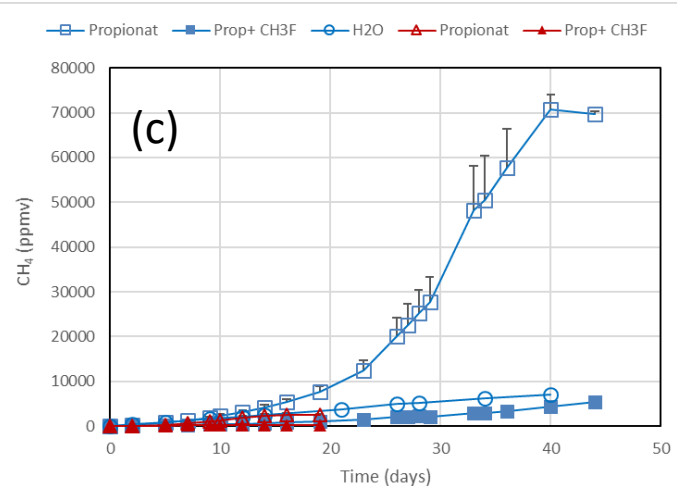 Propionat Prop+ CH3F H2O Propionat Prop+ CH3F
80000
70000
60000
50000
40000
30000
20000
10000
0
(c)
CH₄ (ppmv)
0 10 20 30 40 50
Time (days)